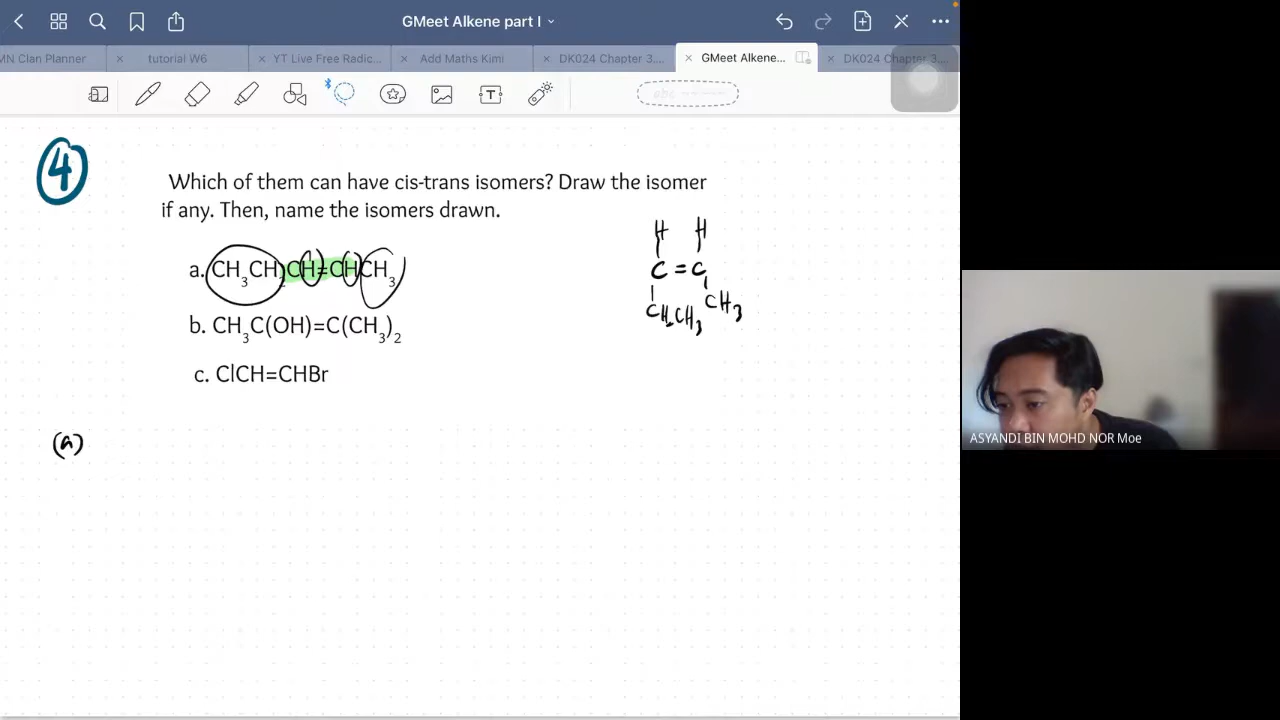 GMeet Alkene part I
MN Clan Planner
tutorial W6
YT Live Free Radic...
Add Maths Kimi
DK024 Chapter 3....
GMeet Alkene...
DK024 Chapter 3....
abc
4
Which of them can have cis-trans isomers? Draw the isomer
if any. Then, name the isomers drawn.
H H
a. CH₃CH₂CH=CHCH₃
C = C
CH₂CH₃ CH₃
b. CH₃C(OH)=C(CH₃)₂
c. ClCH=CHBr
(a)
ASYANDI BIN MOHD NOR Moe